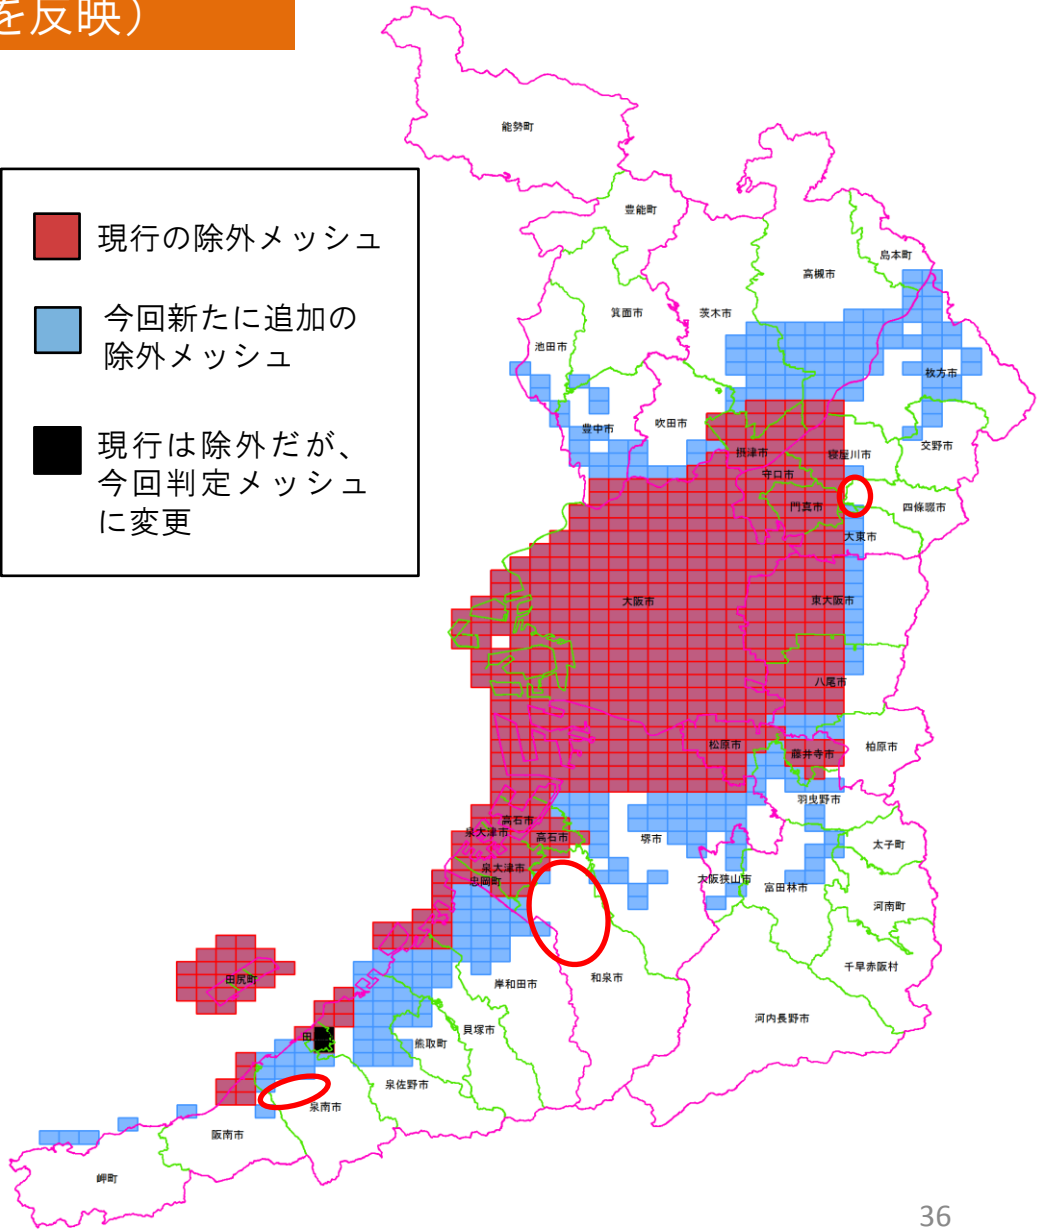 を反映）
現行の除外メッシュ
今回新たに追加の
除外メッシュ
現行は除外だが、
今回判定メッシュ
に変更
能勢町
豊能町
島本町
高槻市
箕面市
茨木市
池田市
枚方市
吹田市
豊中市
交野市
摂津市
寝屋川市
守口市
門真市
四條畷市
大東市
大阪市
東大阪市
八尾市
松原市
柏原市
藤井寺市
羽曳野市
高石市
泉大津市
高石市
堺市
太子町
泉大津市
忠岡町
大阪狭山市
富田林市
河南町
千早赤阪村
田尻町
岸和田市
和泉市
河内長野市
貝塚市
田
熊取町
泉佐野市
泉南市
阪南市
岬町
36